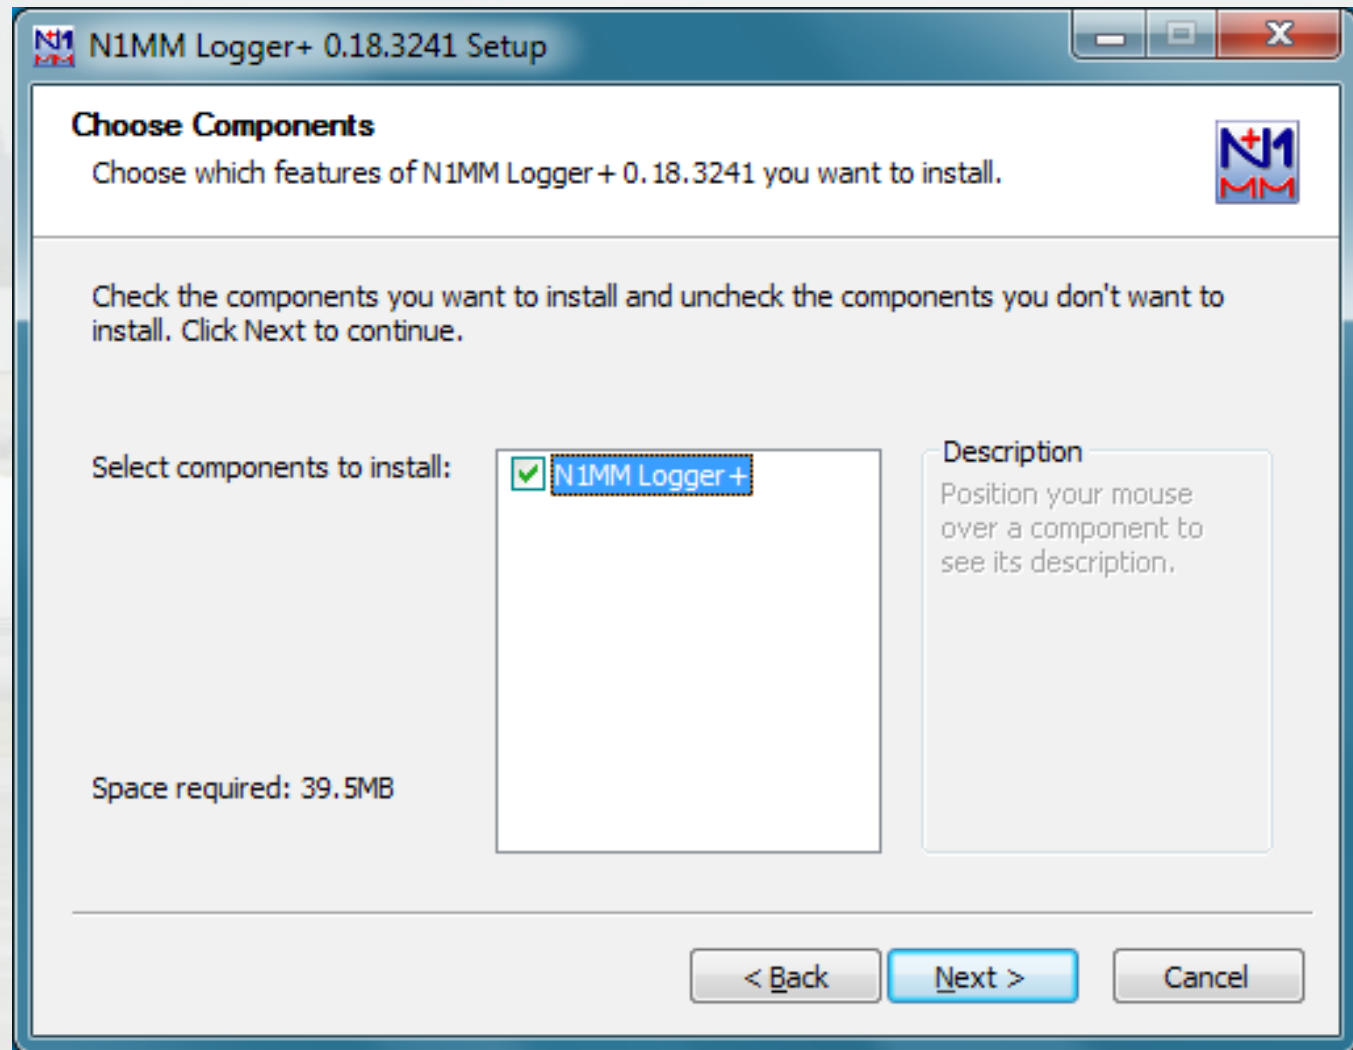 N1MM Logger+ 0.18.3241 Setup
Choose Components
Choose which features of N1MM Logger+ 0.18.3241 you want to install.
N1
MM
Check the components you want to install and uncheck the components you don't want to
install. Click Next to continue.
Select components to install:
N1MM Logger+
Description
Position your mouse
over a component to
see its description.
Space required: 39.5MB
< Back
Next >
Cancel